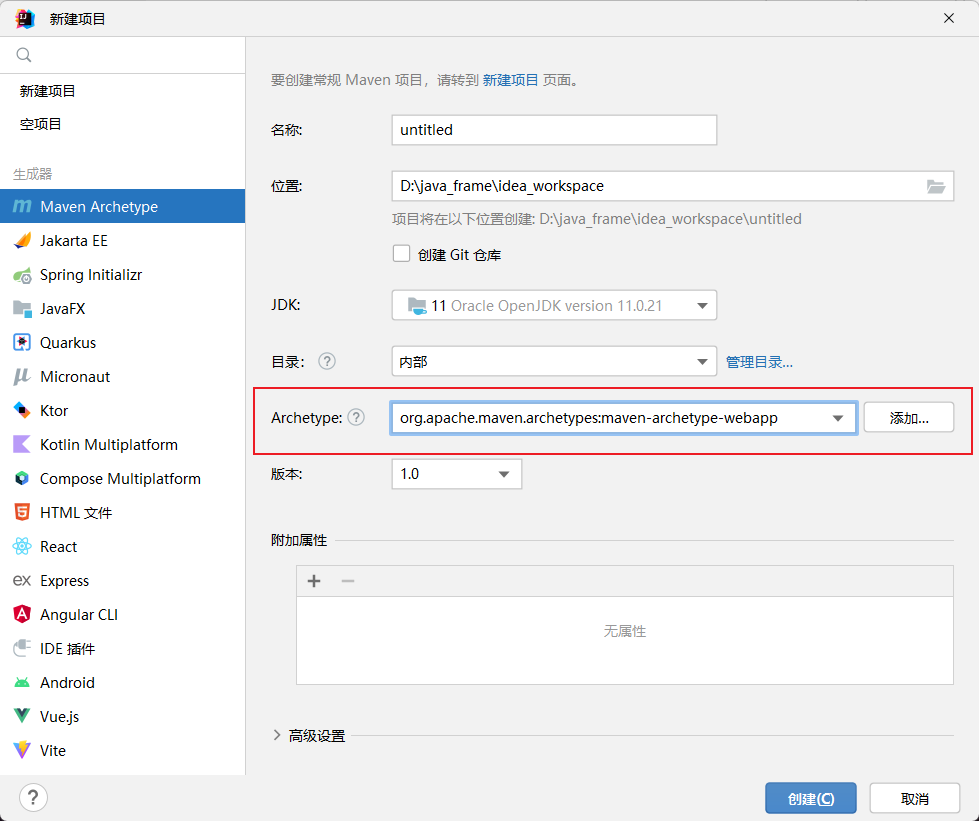 新建项目
新建项目
空项目
生成器
Maven Archetype
Jakarta EE
Spring Initializr
JavaFX
Quarkus
Micronaut
Ktor
Kotlin Multiplatform
Compose Multiplatform
HTML 文件
React
Express
Angular CLI
IDE 插件
Android
Vue.js
Vite
要创建常规 Maven 项目，请转到 新建项目 页面。
名称: untitled
位置: D:\java_frame\idea_workspace
项目将在以下位置创建: D:\java_frame\idea_workspace\untitled
创建 Git 仓库
JDK: 11 Oracle OpenJDK version 11.0.21
目录: ? 内部 管理目录...
Archetype: ? org.apache.maven.archetypes:maven-archetype-webapp 添加...
版本: 1.0
附加属性
无属性
高级设置
? 创建(C) 取消